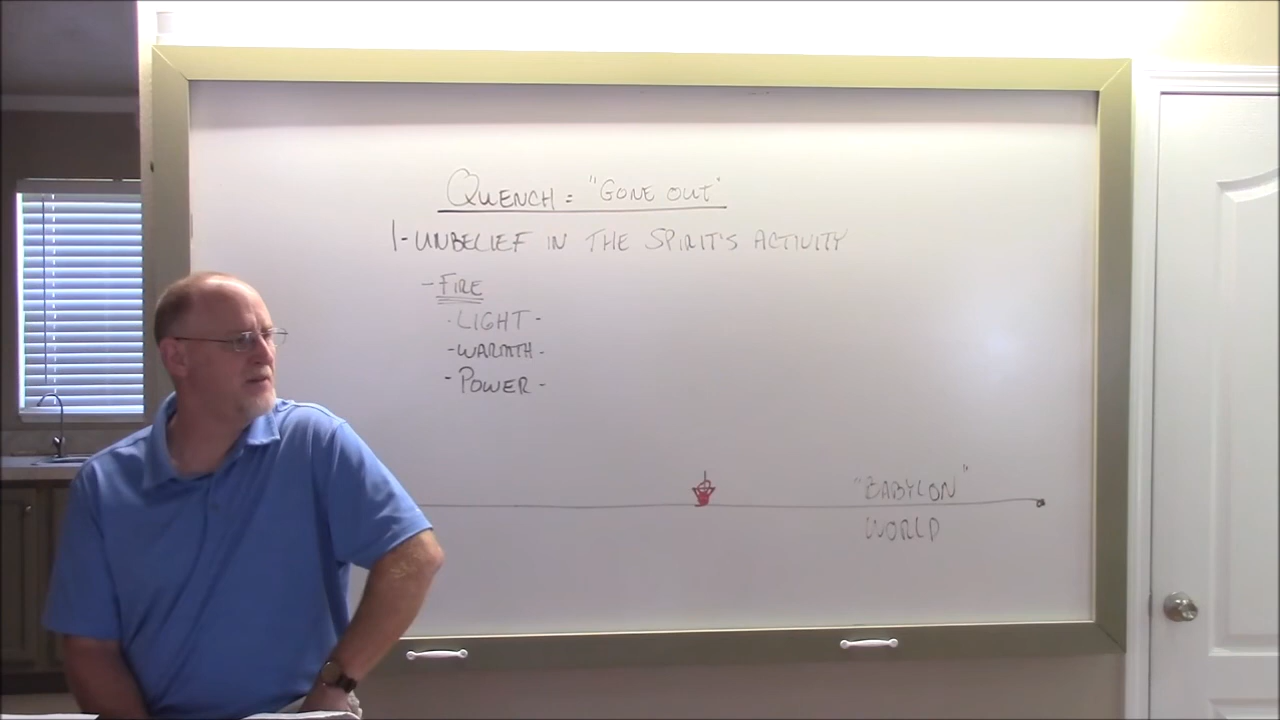 QUENCH = "GONE OUT"
1-UNBELIEF IN THE SPIRIT'S ACTIVITY
-FIRE
-LIGHT-
-WARMTH-
-POWER-
"BABYLON"
WORLD